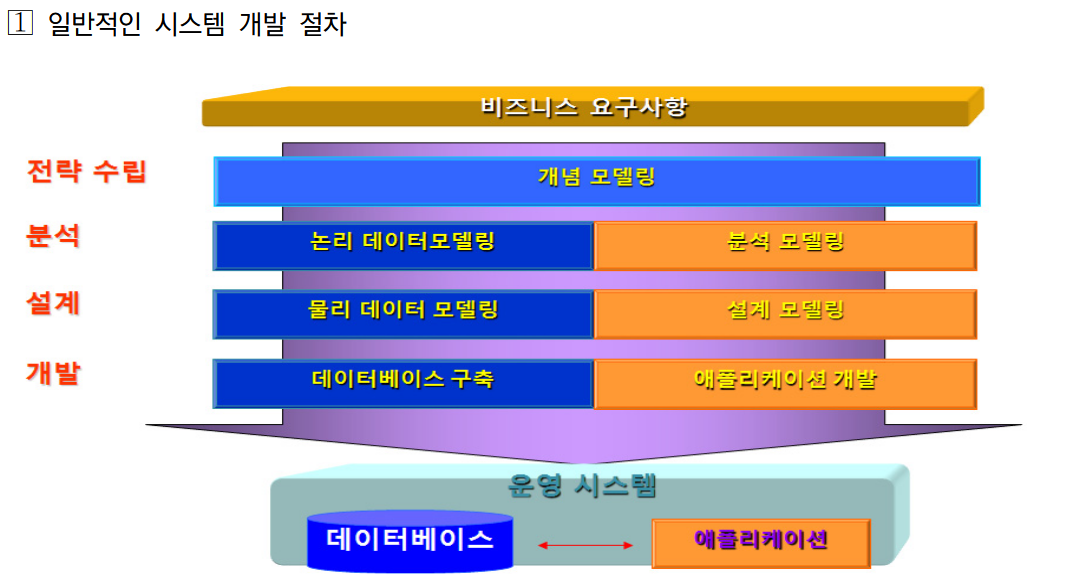 1 일반적인 시스템 개발 절차
비즈니스 요구사항
전략 수립
개념 모델링
분석
논리 데이터모델링
분석 모델링
설계
물리 데이터 모델링
설계 모델링
개발
데이터베이스 구축
애플리케이션 개발
운영 시스템
데이터베이스
애플리케이션